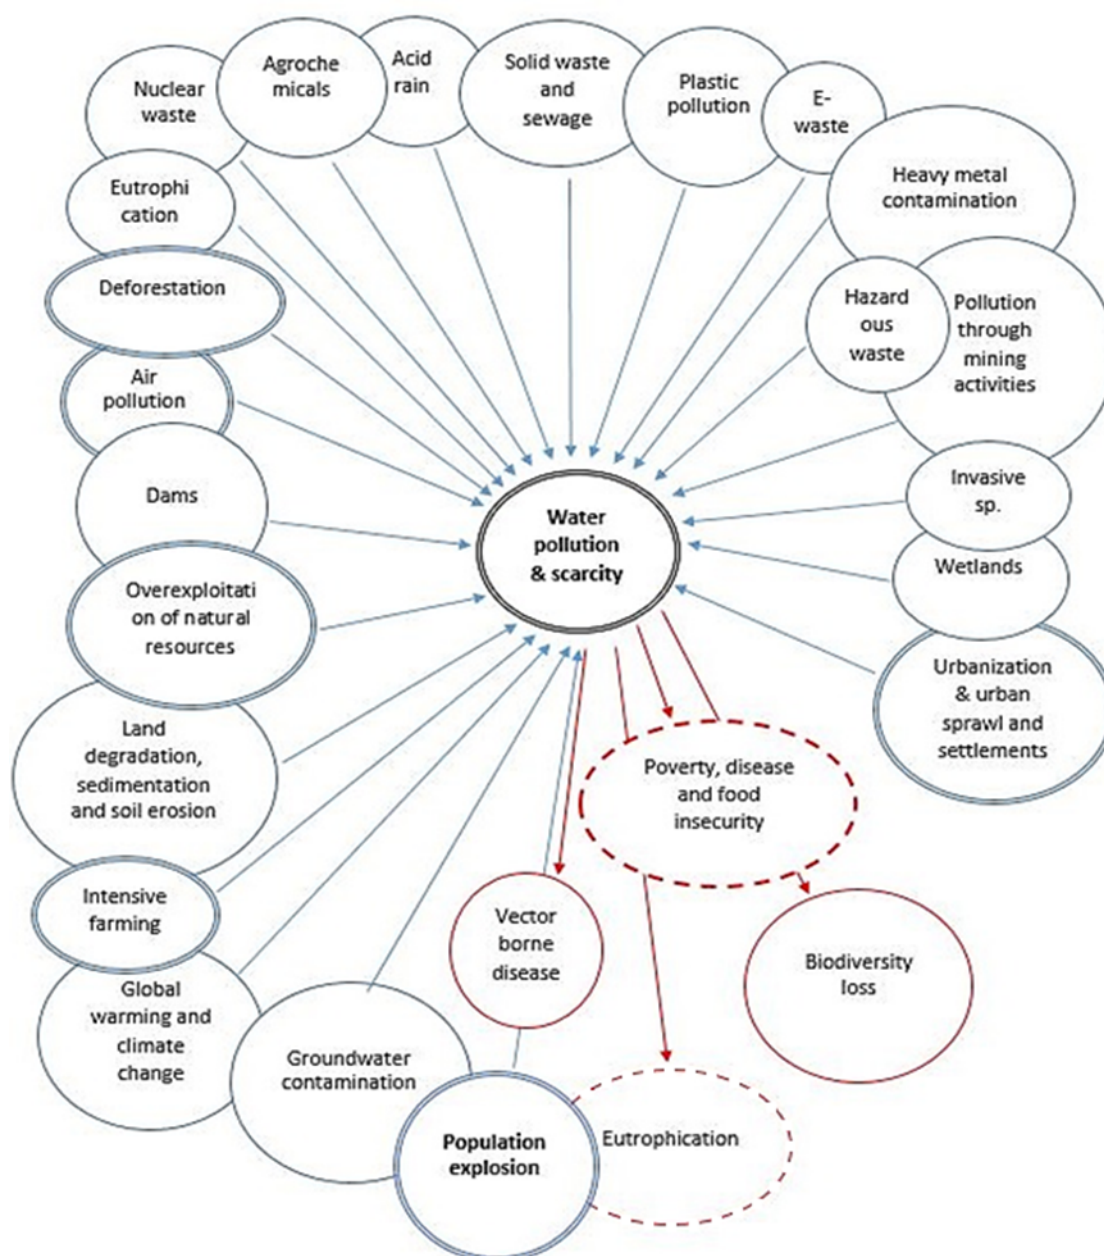 Nuclear
waste
Agroche
micals
Acid
rain
Solid waste
and
sewage
Plastic
pollution
E-
waste
Heavy metal
contamination
Eutrophi
cation
Deforestation
Air
pollution
Dams
Overexploitati
on of natural
resources
Land
degradation,
sedimentation
and soil erosion
Intensive
farming
Global
warming and
climate
change
Groundwater
contamination
Population
explosion
Water
pollution
& scarcity
Hazard
ous
waste
Pollution
through
mining
activities
Invasive
sp.
Wetlands
Urbanization
& urban
sprawl and
settlements
Poverty, disease
and food
insecurity
Vector
borne
disease
Biodiversity
loss
Eutrophication